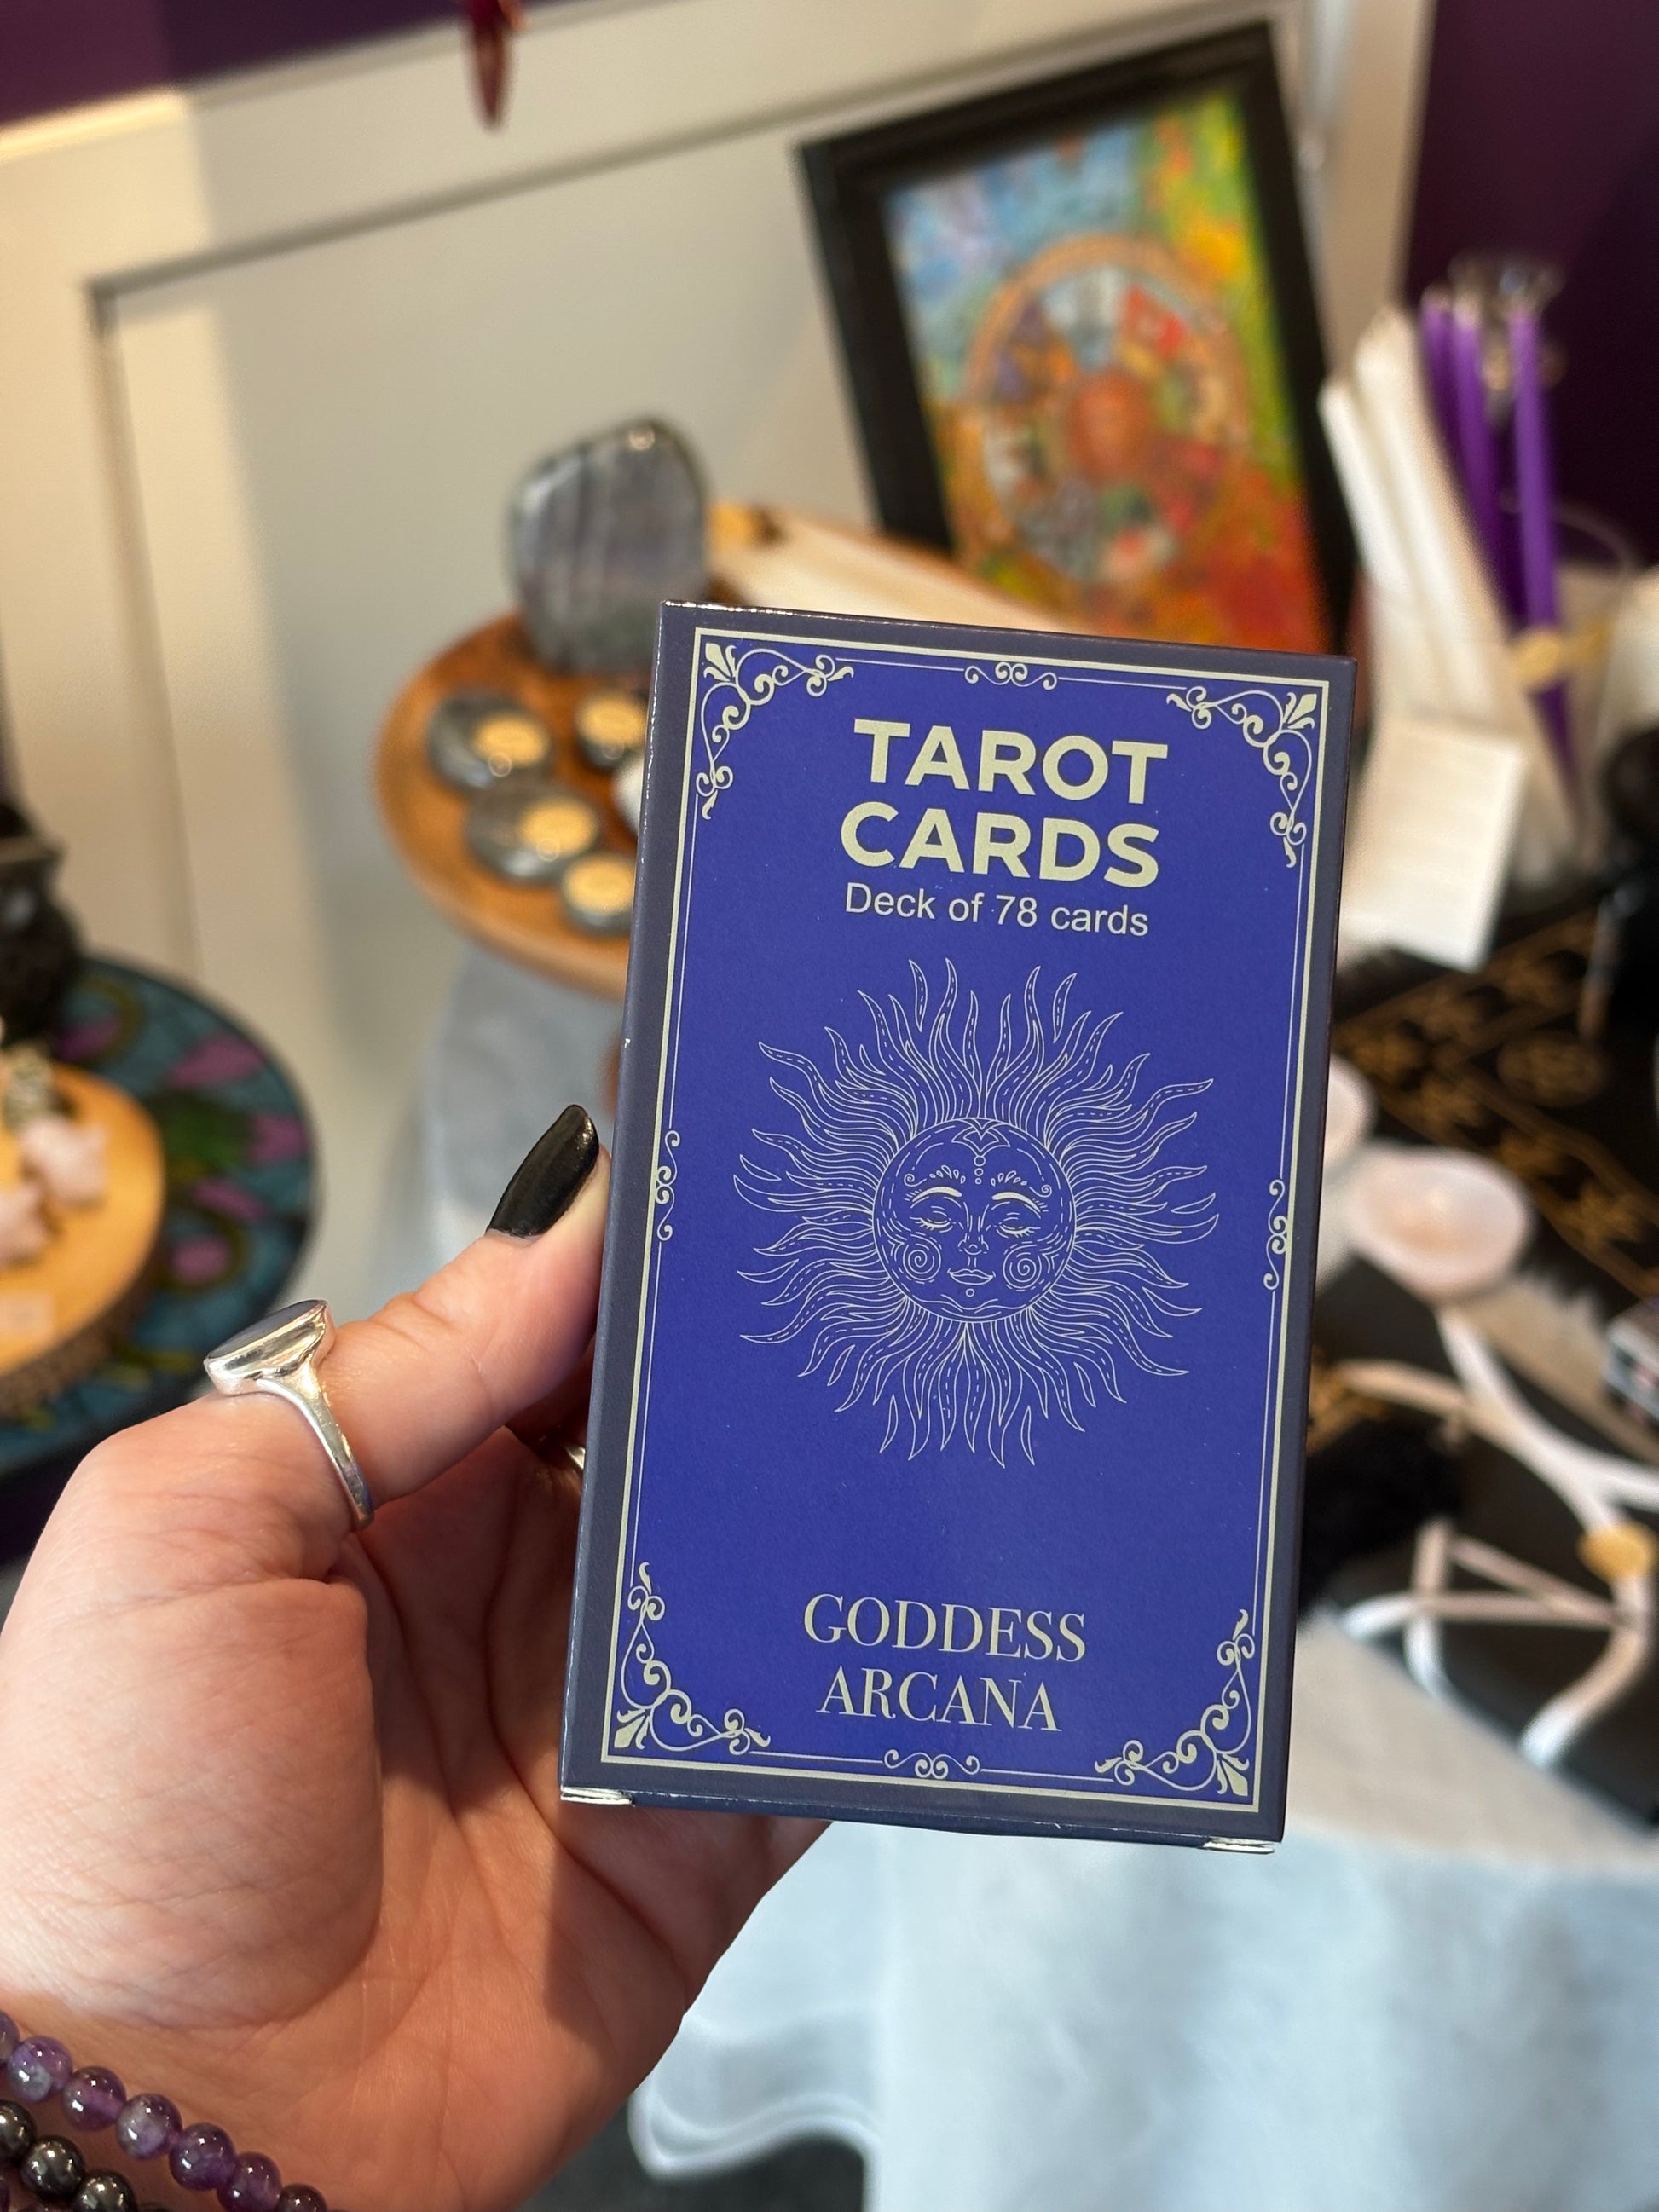 TAROT
CARDS
Deck of 78 cards
GODDESS
ARCANA